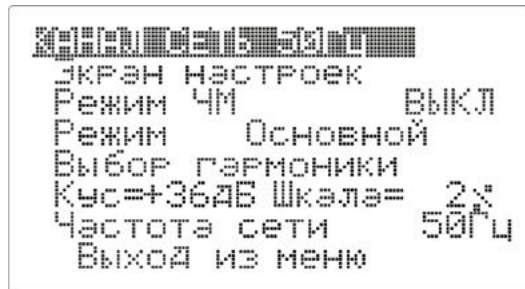 КАНАЛ СЕТЬ 50Гц
Экран настроек
Режим ЧМ ВЫКЛ
Режим Основной
Выбор гармоники
Кус=+36дБ Шкала= 2%
Частота сети 50Гц
Выход из меню